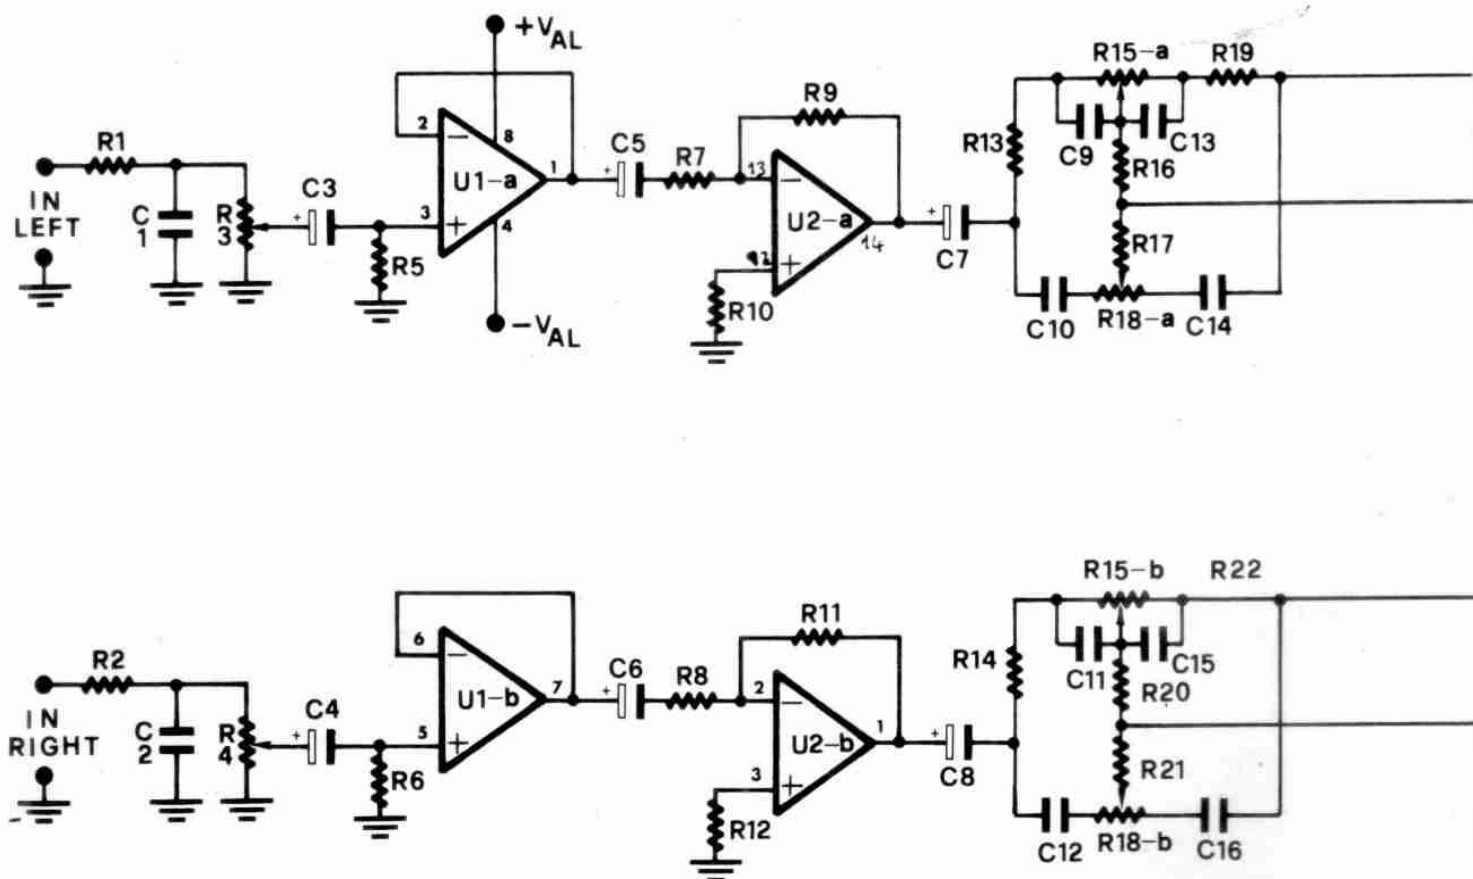 +VAL
R15-a
R19
R9
R1
2
−
8
C5
R7
R13
C9
C13
U1-a
1
13
−
R16
C3
IN
LEFT
C
1
R
3
+
3
+
4
+
U2-a
14
+
C7
R17
R5
+
R10
C10
R18-a
C14
−VAL
R15-b
R22
R11
6
−
R2
C6
R8
R14
C11
C15
U1-b
7
+
2
−
R20
C4
IN
RIGHT
C
2
R
4
+
5
+
U2-b
1
+
C8
R21
R6
3
+
R12
C12
R18-b
C16